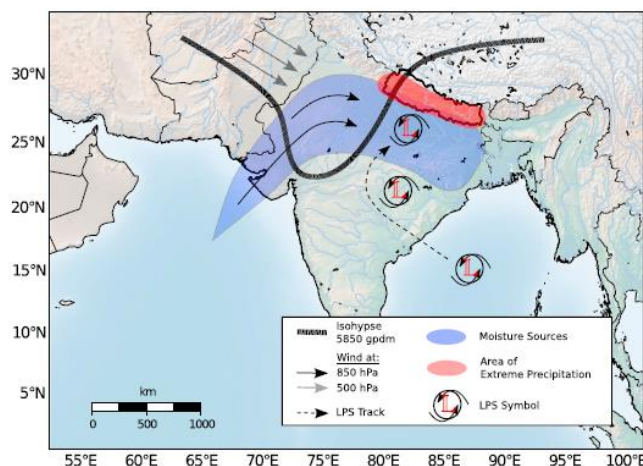 30°N
25°N
20°N
15°N
10°N
5°N
L
L
L
km
0 500 1000
Isohypse
5850 gpdm
Wind at:
850 hPa
500 hPa
LPS Track
Moisture Sources
Area of
Extreme Precipitation
L
LPS Symbol
55°E 60°E 65°E 70°E 75°E 80°E 85°E 90°E 95°E 100°E